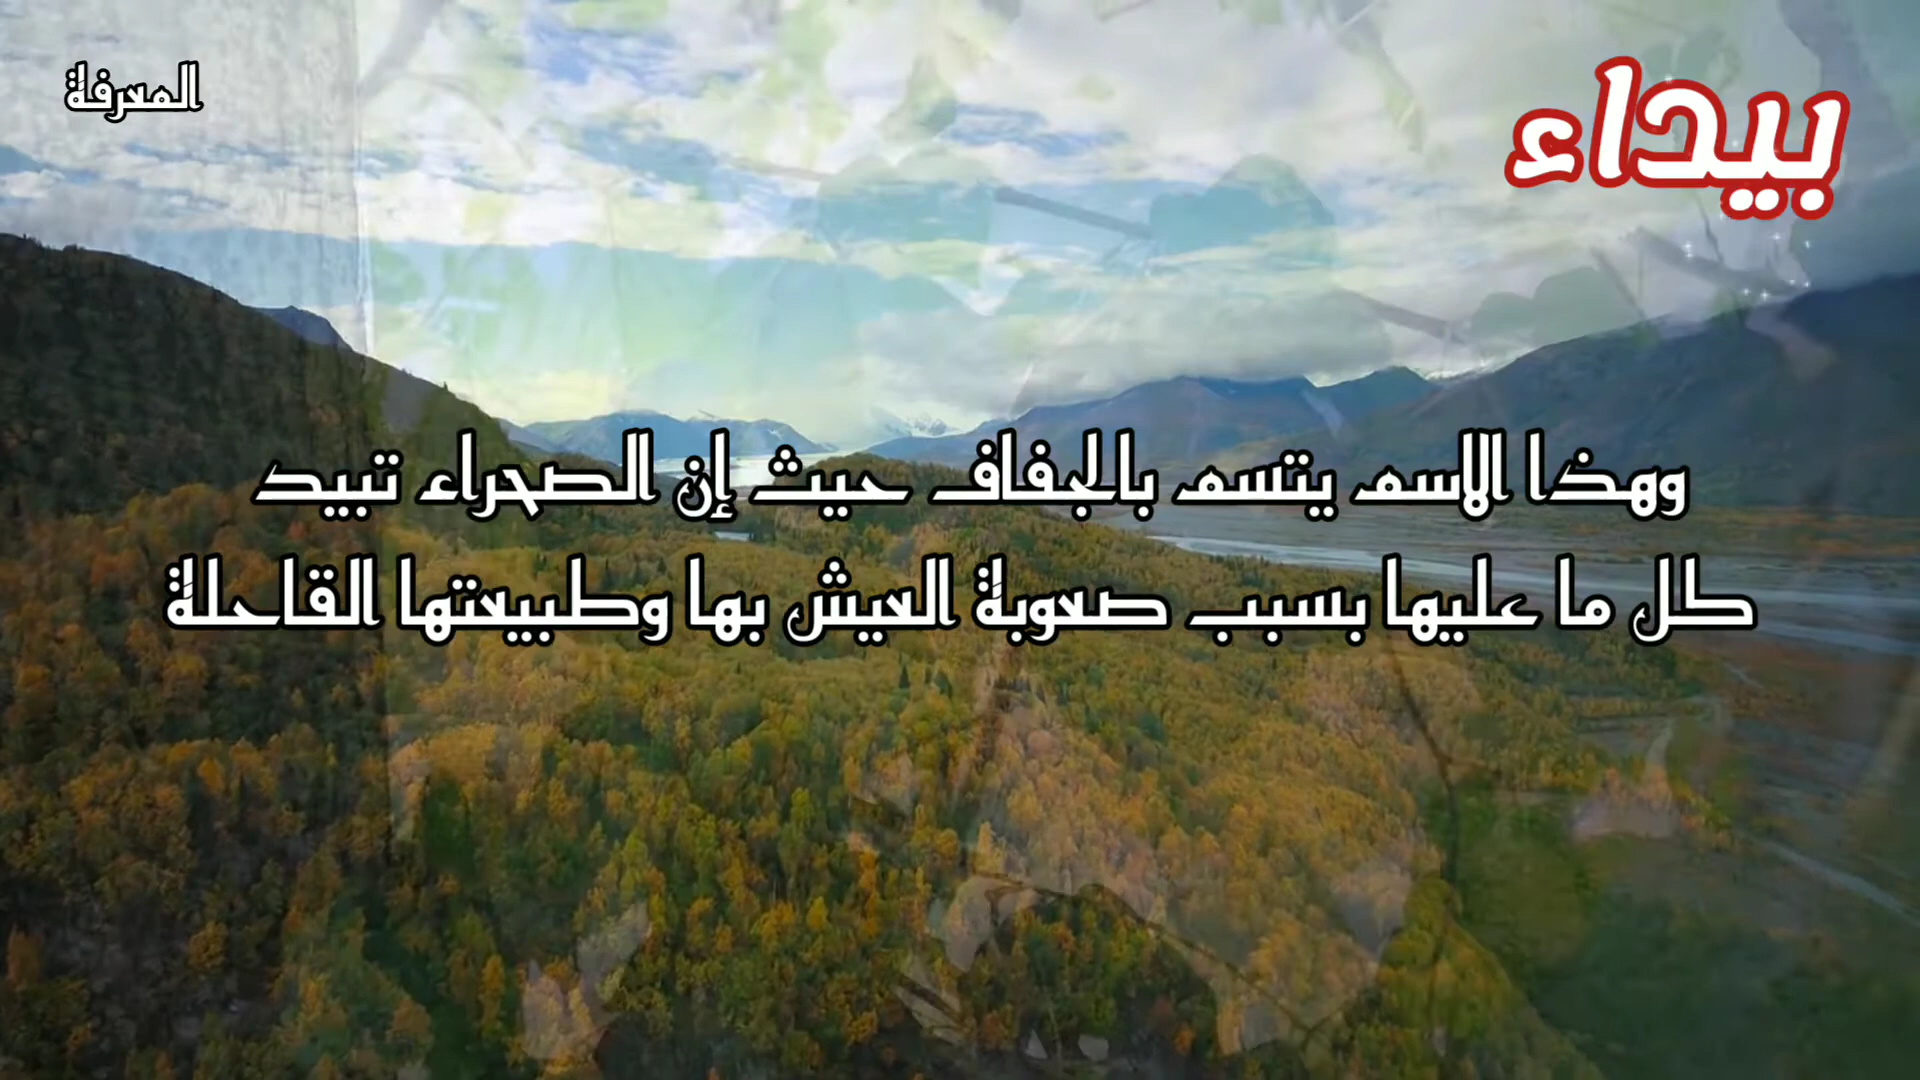 بيداء
المعرفة
وهذا الاسم يتسم بالجفاف حيث إن الصحراء تبيد
كل ما عليها بسبب صعوبة العيش بها وطبيعتها القاحلة